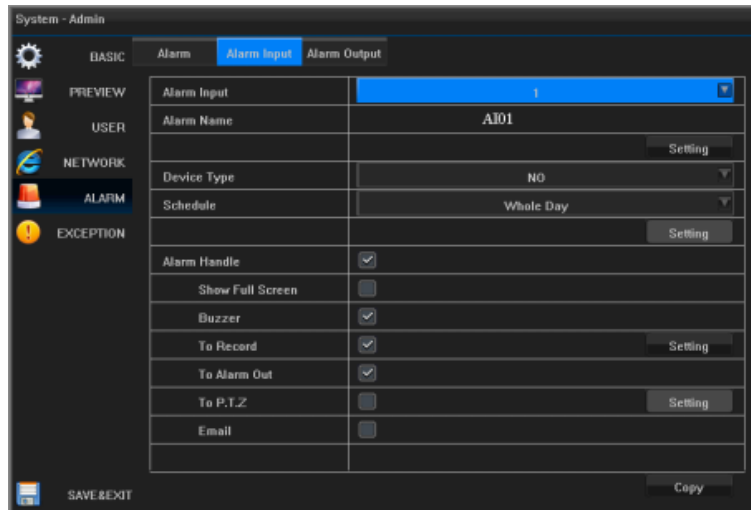 System - Admin
BASIC
PREVIEW
USER
NETWORK
ALARM
EXCEPTION
SAVE&EXIT
Alarm Alarm Input Alarm Output
Alarm Input 1
Alarm Name AI01
Setting
Device Type NO
Schedule Whole Day
Setting
Alarm Handle
Show Full Screen
Buzzer
To Record Setting
To Alarm Out
To P.T.Z Setting
Email
Copy